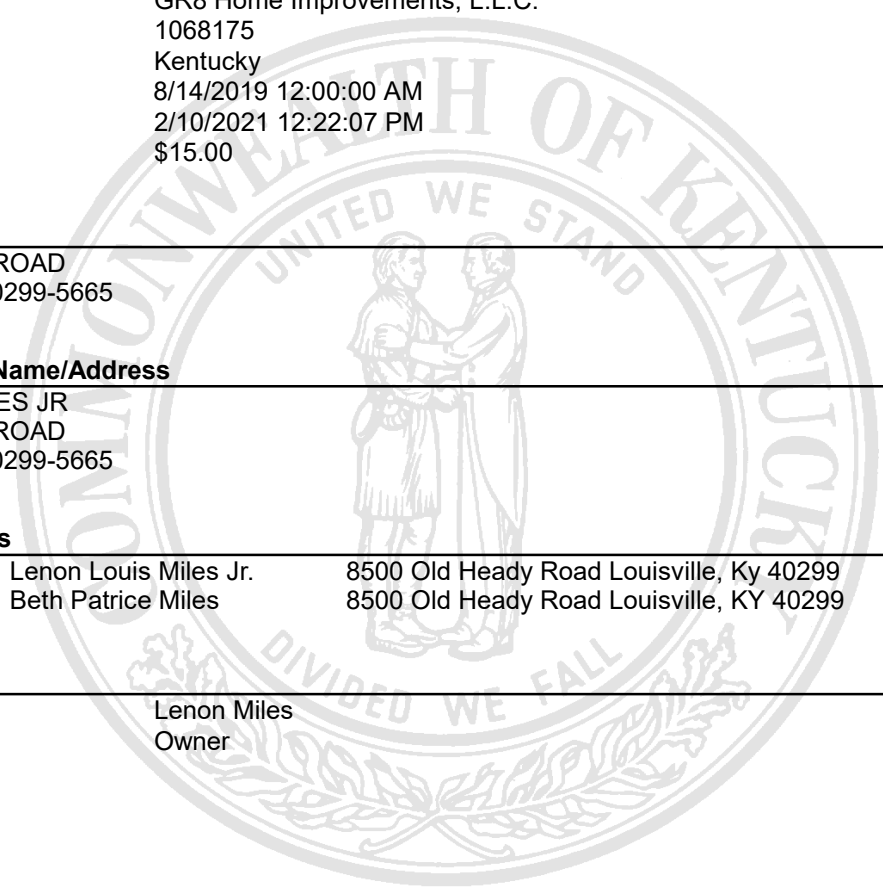 GR8 Home Improvements, L.L.C.
1068175
Kentucky
8/14/2019 12:00:00 AM
2/10/2021 12:22:07 PM
$15.00
ROAD
0299-5665
Name/Address
ES JR
ROAD
0299-5665
s
Lenon Louis Miles Jr. 8500 Old Heady Road Louisville, Ky 40299
Beth Patrice Miles 8500 Old Heady Road Louisville, KY 40299
Lenon Miles
Owner
COMMONWEALTH OF KENTUCKY
UNITED WE STAND
DIVIDED WE FALL